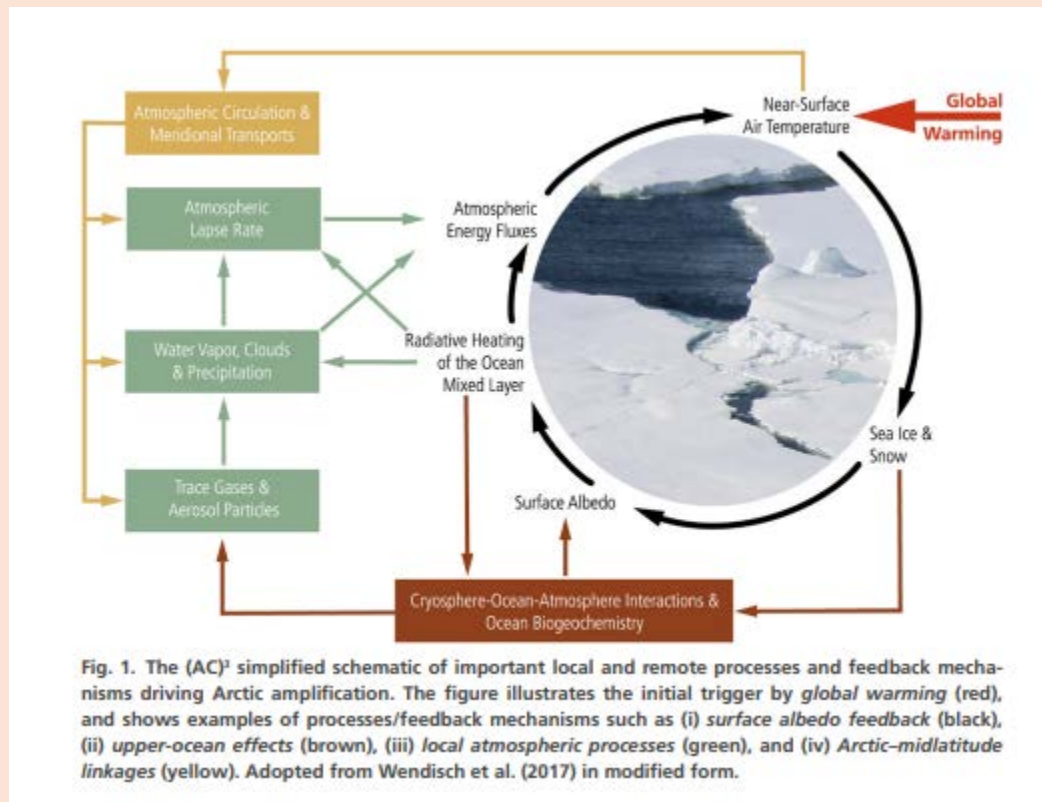 Atmospheric Circulation &
Meridional Transports
Near-Surface
Air Temperature
Global
Warming
Atmospheric
Lapse Rate
Atmospheric
Energy Fluxes
Water Vapor, Clouds
& Precipitation
Radiative Heating
of the Ocean
Mixed Layer
Sea Ice &
Snow
Trace Gases &
Aerosol Particles
Surface Albedo
Cryosphere-Ocean-Atmosphere Interactions &
Ocean Biogeochemistry
Fig. 1. The (AC)³ simplified schematic of important local and remote processes and feedback mecha-
nisms driving Arctic amplification. The figure illustrates the initial trigger by global warming (red),
and shows examples of processes/feedback mechanisms such as (i) surface albedo feedback (black),
(ii) upper-ocean effects (brown), (iii) local atmospheric processes (green), and (iv) Arctic–midlatitude
linkages (yellow). Adopted from Wendisch et al. (2017) in modified form.